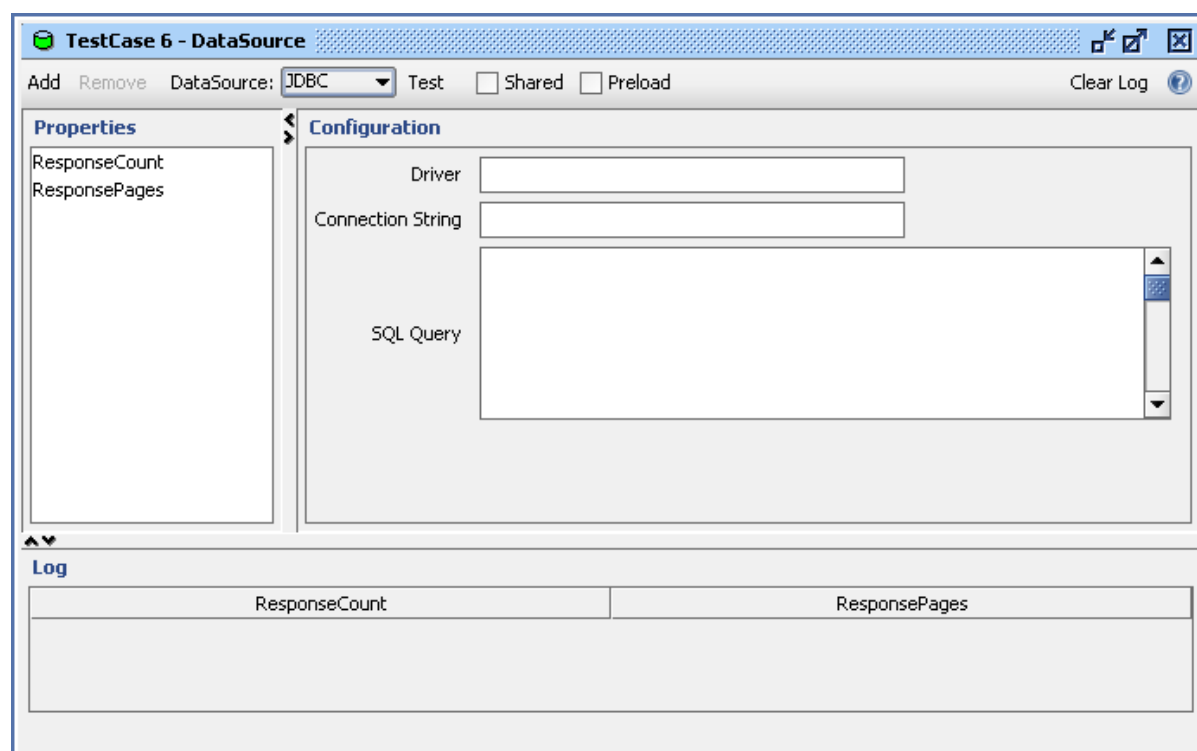 TestCase 6 - DataSource
Add Remove DataSource: JDBC Test Shared Preload Clear Log ?
Properties
ResponseCount
ResponsePages
Configuration
Driver
Connection String
SQL Query
Log
ResponseCount ResponsePages